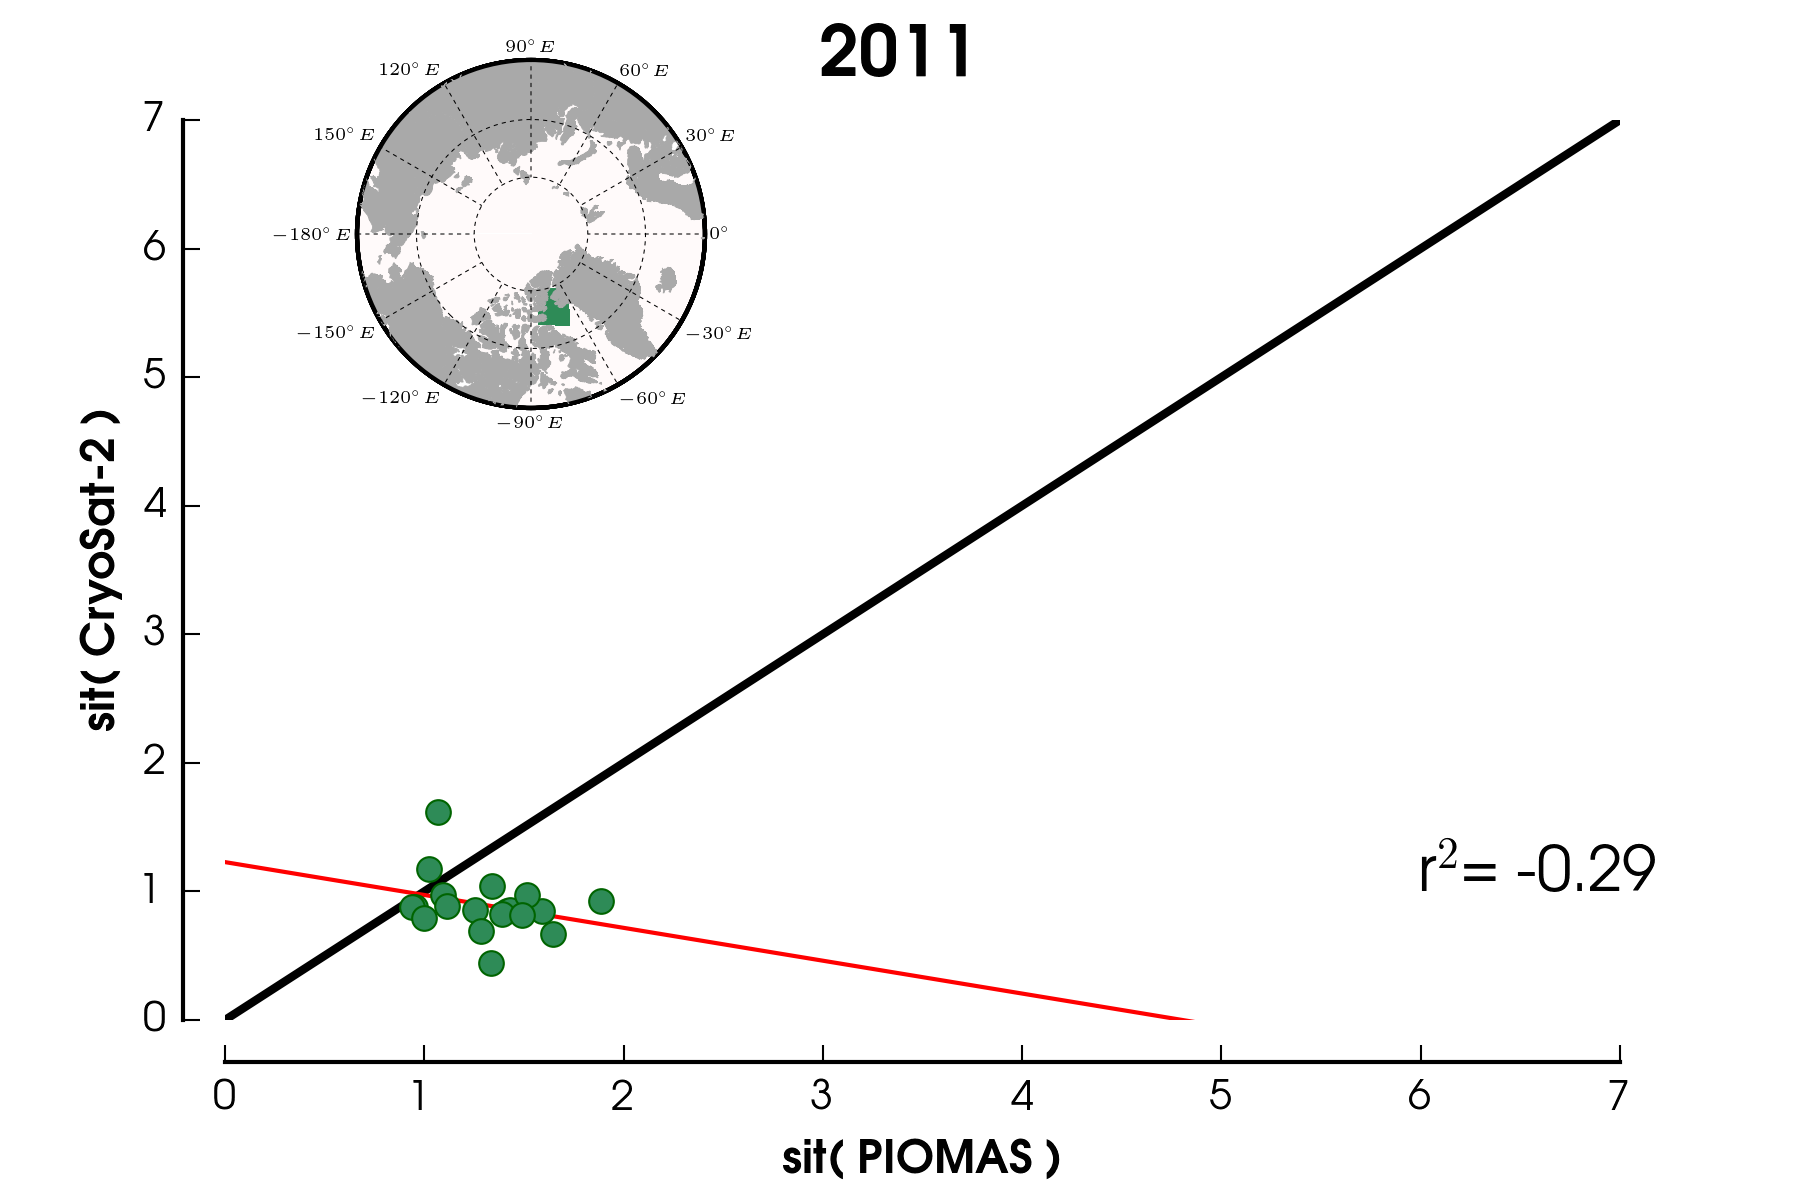 2011
90° E
120° E
60° E
150° E
30° E
−180° E
0°
−150° E
−30° E
−120° E
−60° E
−90° E
7
6
5
4
3
2
1
0
sit( CryoSat-2 )
r²= -0.29
0 1 2 3 4 5 6 7
sit( PIOMAS )